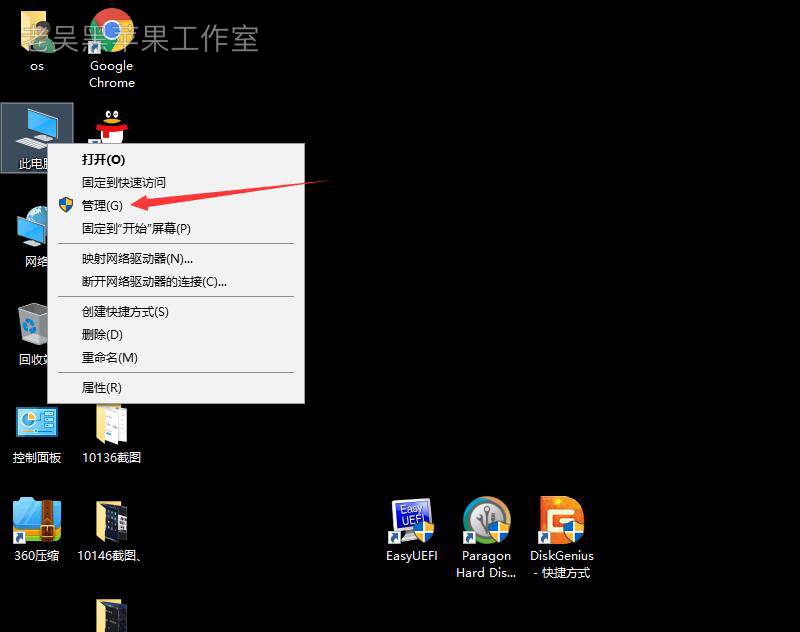 老吴黑苹果工作室
os
Google
Chrome
此电脑
打开(O)
固定到快速访问
管理(G)
固定到"开始"屏幕(P)
映射网络驱动器(N)...
断开网络驱动器的连接(C)...
创建快捷方式(S)
删除(D)
重命名(M)
属性(R)
网络
回收站
控制面板
10136截图
360压缩
10146截图、
Easy
UEFI
EasyUEFI
Paragon
Hard Dis...
DiskGenius
- 快捷方式